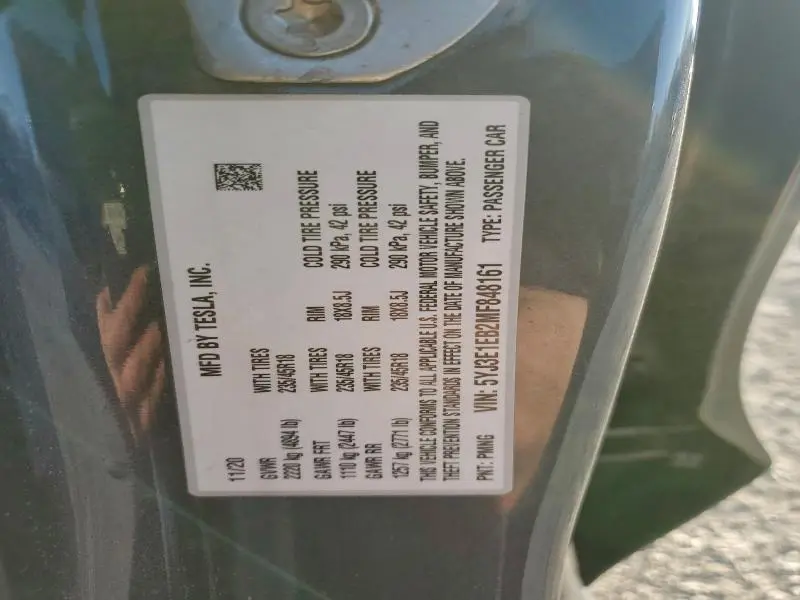 MFD BY TESLA, INC.
11/20
GVWR WITH TIRES
2220 kg (4894 lb) 235/45R18
GAWR FRT WITH TIRES RIM COLD TIRE PRESSURE
1110 kg (2447 lb) 235/45R18 18X8.5J 290 kPa, 42 psi
GAWR RR WITH TIRES RIM COLD TIRE PRESSURE
1257 kg (2771 lb) 235/45R18 18X8.5J 290 kPa, 42 psi
THIS VEHICLE CONFORMS TO ALL APPLICABLE U.S. FEDERAL MOTOR VEHICLE SAFETY, BUMPER, AND
THEFT PREVENTION STANDARDS IN EFFECT ON THE DATE OF MANUFACTURE SHOWN ABOVE.
PNT: PMNG VIN: 5YJ3E1EB2MF848161 TYPE: PASSENGER CAR